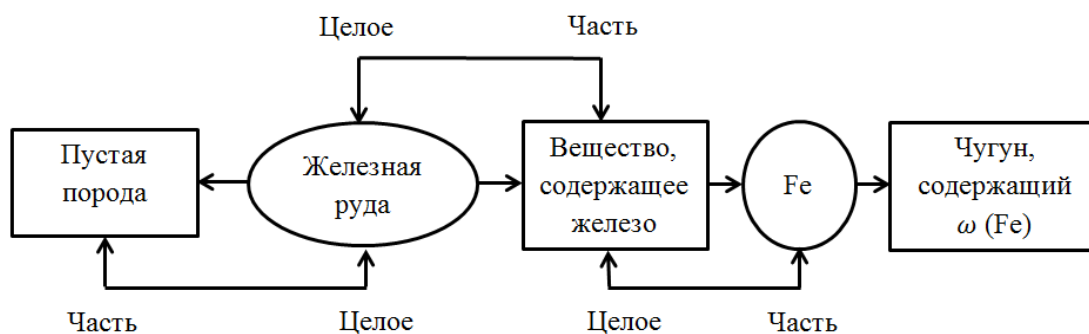 Целое
Часть
Пустая
порода
Железная
руда
Вещество,
содержащее
железо
Fe
Чугун,
содержащий
ω (Fe)
Часть
Целое
Целое
Часть